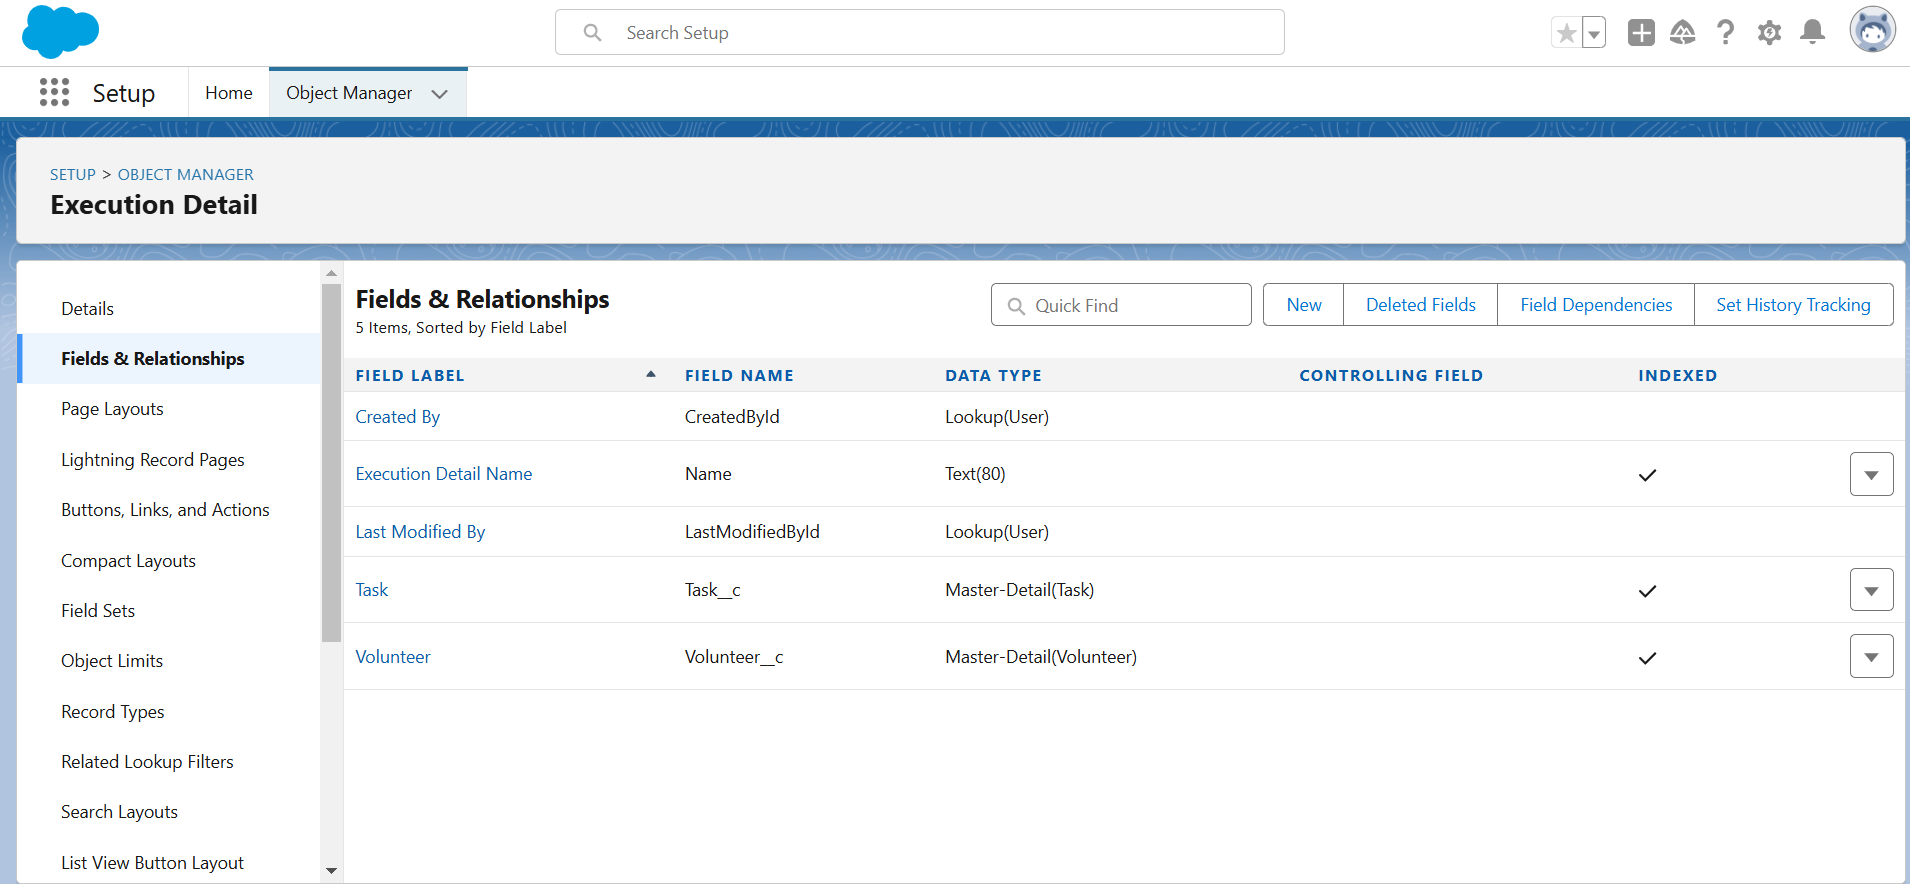 Search Setup
Setup
Home
Object Manager
SETUP > OBJECT MANAGER
Execution Detail
Details
Fields & Relationships
Page Layouts
Lightning Record Pages
Buttons, Links, and Actions
Compact Layouts
Field Sets
Object Limits
Record Types
Related Lookup Filters
Search Layouts
List View Button Layout
Fields & Relationships
5 Items, Sorted by Field Label
Quick Find
New
Deleted Fields
Field Dependencies
Set History Tracking
FIELD LABEL FIELD NAME DATA TYPE CONTROLLING FIELD INDEXED
Created By CreatedById Lookup(User)
Execution Detail Name Name Text(80)
Last Modified By LastModifiedById Lookup(User)
Task Task__c Master-Detail(Task)
Volunteer Volunteer__c Master-Detail(Volunteer)